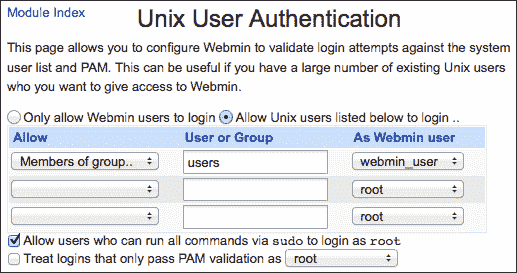 Module Index
Unix User Authentication
This page allows you to configure Webmin to validate login attempts against the system
user list and PAM. This can be useful if you have a large number of existing Unix users
who you want to give access to Webmin.
Only allow Webmin users to login Allow Unix users listed below to login ..
Allow User or Group As Webmin user
Members of group.. users webmin_user
root
root
Allow users who can run all commands via sudo to login as root
Treat logins that only pass PAM validation as root